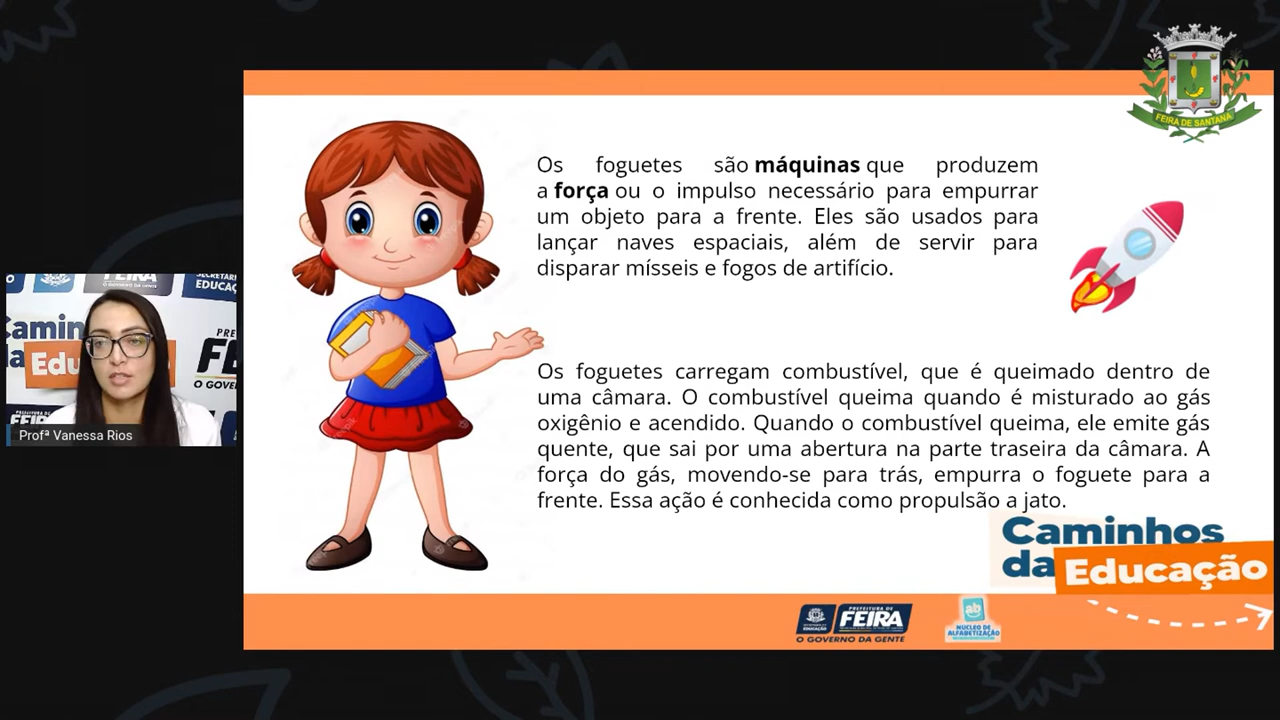 FEIRA DE SANTANA
Os foguetes são máquinas que produzem
a força ou o impulso necessário para empurrar
um objeto para a frente. Eles são usados para
lançar naves espaciais, além de servir para
disparar mísseis e fogos de artifício.
Os foguetes carregam combustível, que é queimado dentro de
uma câmara. O combustível queima quando é misturado ao gás
oxigênio e acendido. Quando o combustível queima, ele emite gás
quente, que sai por uma abertura na parte traseira da câmara. A
força do gás, movendo-se para trás, empurra o foguete para a
frente. Essa ação é conhecida como propulsão a jato.
Profª Vanessa Rios
Caminhos
da Educação
PREFEITURA DE
FEIRA
O GOVERNO DA GENTE
EDUCAÇÃO
ab
NÚCLEO DE
ALFABETIZAÇÃO